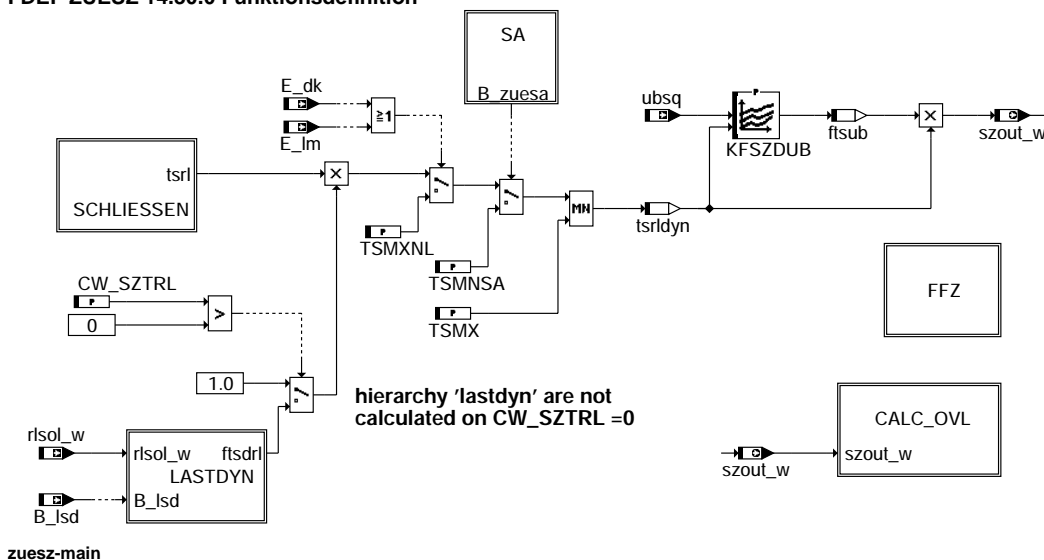 FDEF ZUESZ 14.30.0 Funktionsdefinition
SA
B_zuesa
E_dk
E_lm
≧1
ubsq
P
KFSZDUB
ftsub
szout_w
tsrl
SCHLIESSEN
TSMXNL
TSMNSA
TSMX
MN
tsrldyn
FFZ
CW_SZTRL
0
>
1.0
hierarchy 'lastdyn' are not
calculated on CW_SZTRL =0
rlsol_w
rlsol_w
ftsdrl
LASTDYN
B_lsd
B_lsd
CALC_OVL
szout_w
szout_w
zuesz-main